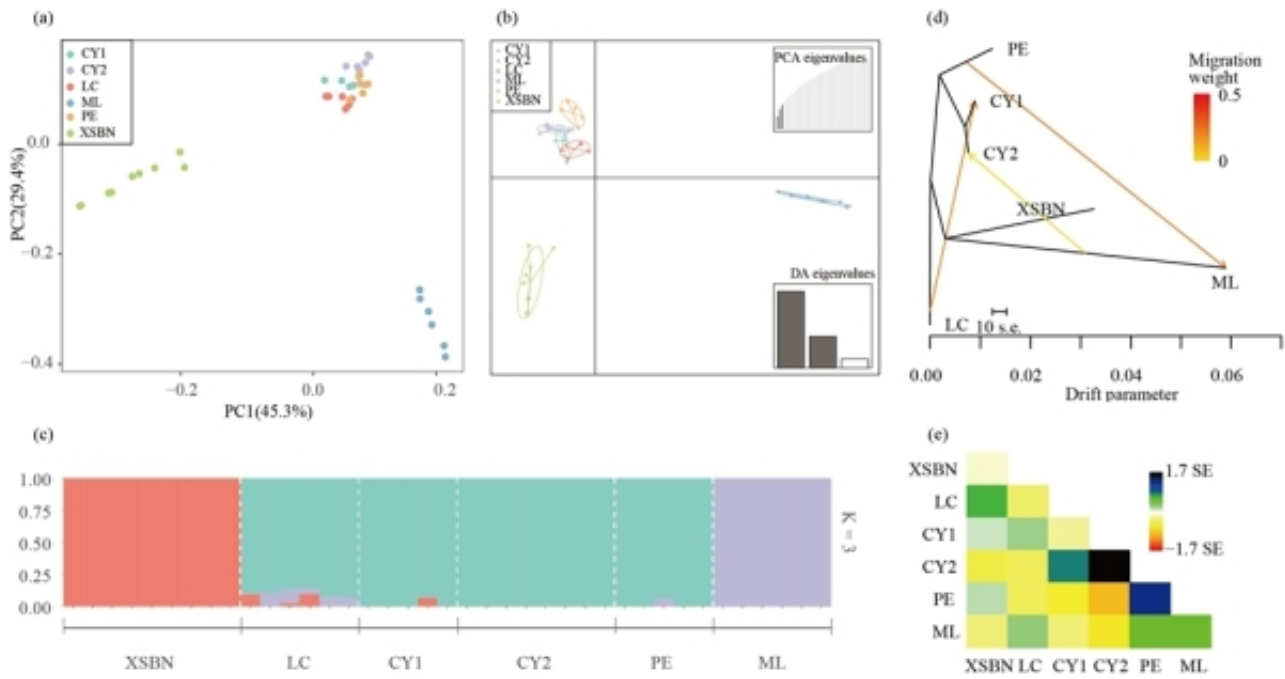 (a)
CY1
CY2
LC
ML
PE
XSBN
0.0
−0.2
−0.4
PC2(29.4%)
−0.2
0.0
0.2
PC1(45.3%)
(b)
CY1
CY2
LC
ML
PE
XSBN
PCA eigenvalues
DA eigenvalues
(d)
PE
CY1
CY2
XSBN
ML
LC
10 s.e.
Migration
weight
0.5
0
0.00
0.02
0.04
0.06
Drift parameter
(c)
1.00
0.75
0.50
0.25
0.00
K = 3
XSBN
LC
CY1
CY2
PE
ML
(e)
XSBN
LC
CY1
CY2
PE
ML
1.7 SE
−1.7 SE
XSBN LC CY1 CY2 PE ML